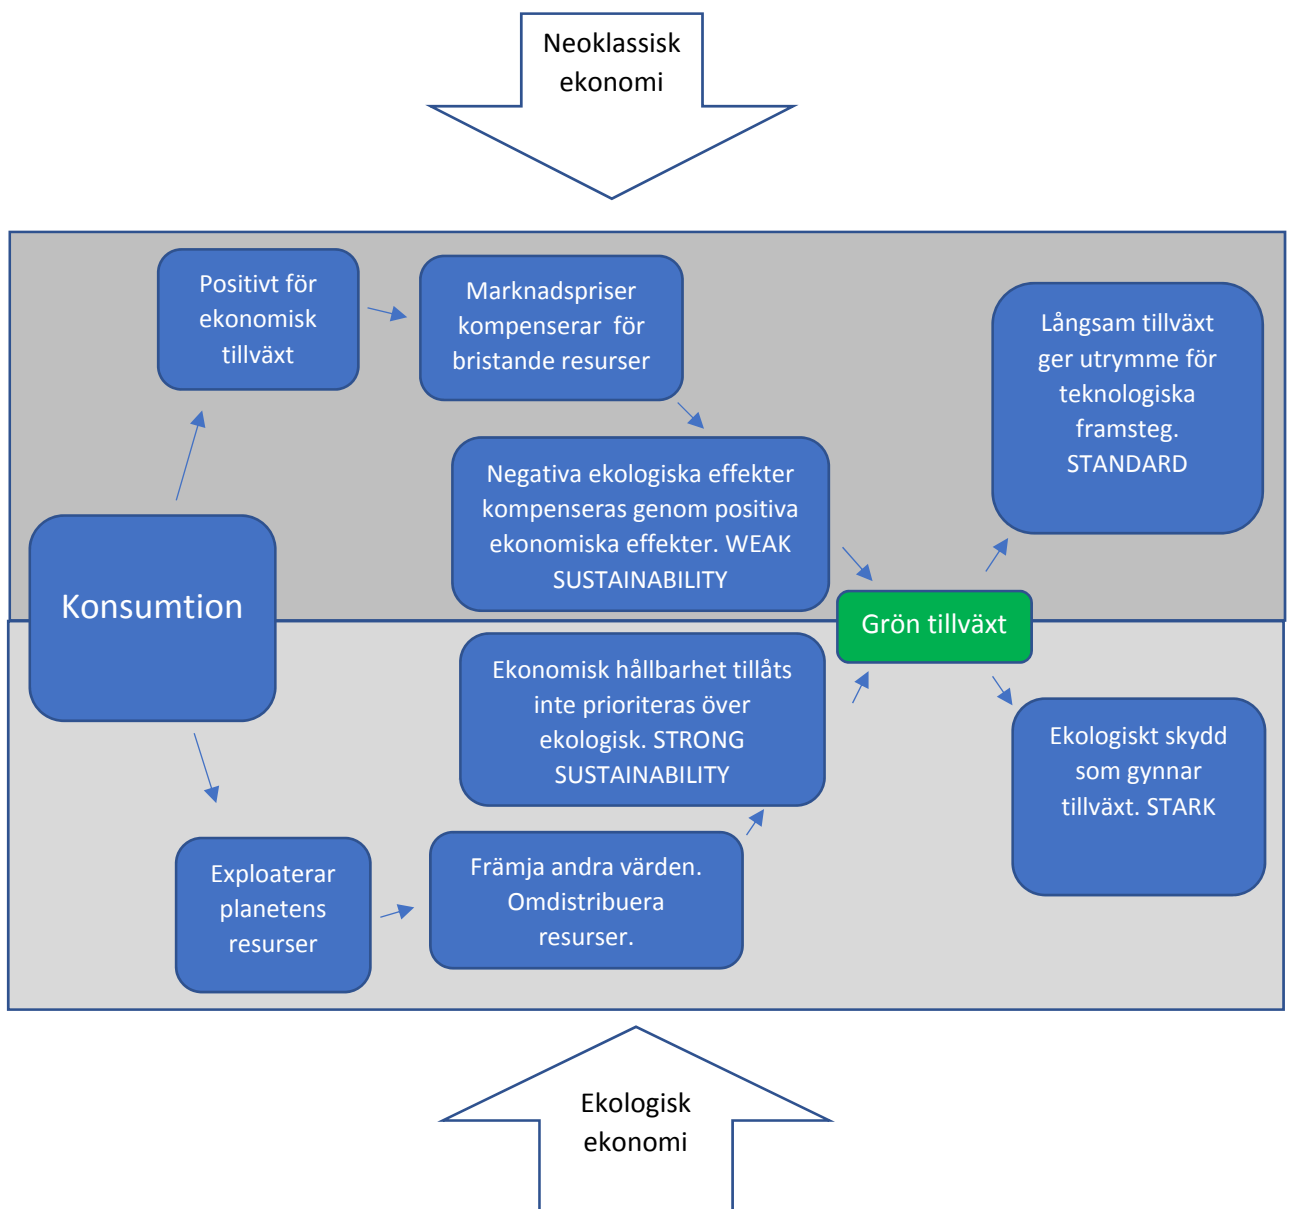 Neoklassisk
ekonomi
Positivt för
ekonomisk
tillväxt
Marknadspriser
kompenserar  för
bristande resurser
Långsam tillväxt
ger utrymme för
teknologiska
framsteg.
STANDARD
Negativa ekologiska effekter
kompenseras genom positiva
ekonomiska effekter. WEAK
SUSTAINABILITY
Konsumtion
Grön tillväxt
Ekonomisk hållbarhet tillåts
inte prioriteras över
ekologisk. STRONG
SUSTAINABILITY
Ekologiskt skydd
som gynnar
tillväxt. STARK
Exploaterar
planetens
resurser
Främja andra värden.
Omdistribuera
resurser.
Ekologisk
ekonomi